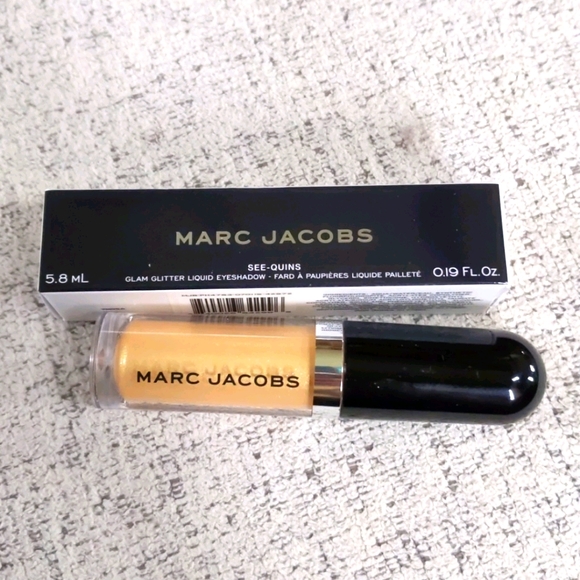 MARC JACOBS
SEE-QUINS
5.8 mL
GLAM GLITTER LIQUID EYESHADOW - FARD À PAUPIÈRES LIQUIDE PAILLETÉ
0.19 FL.OZ.
MARC JACOBS